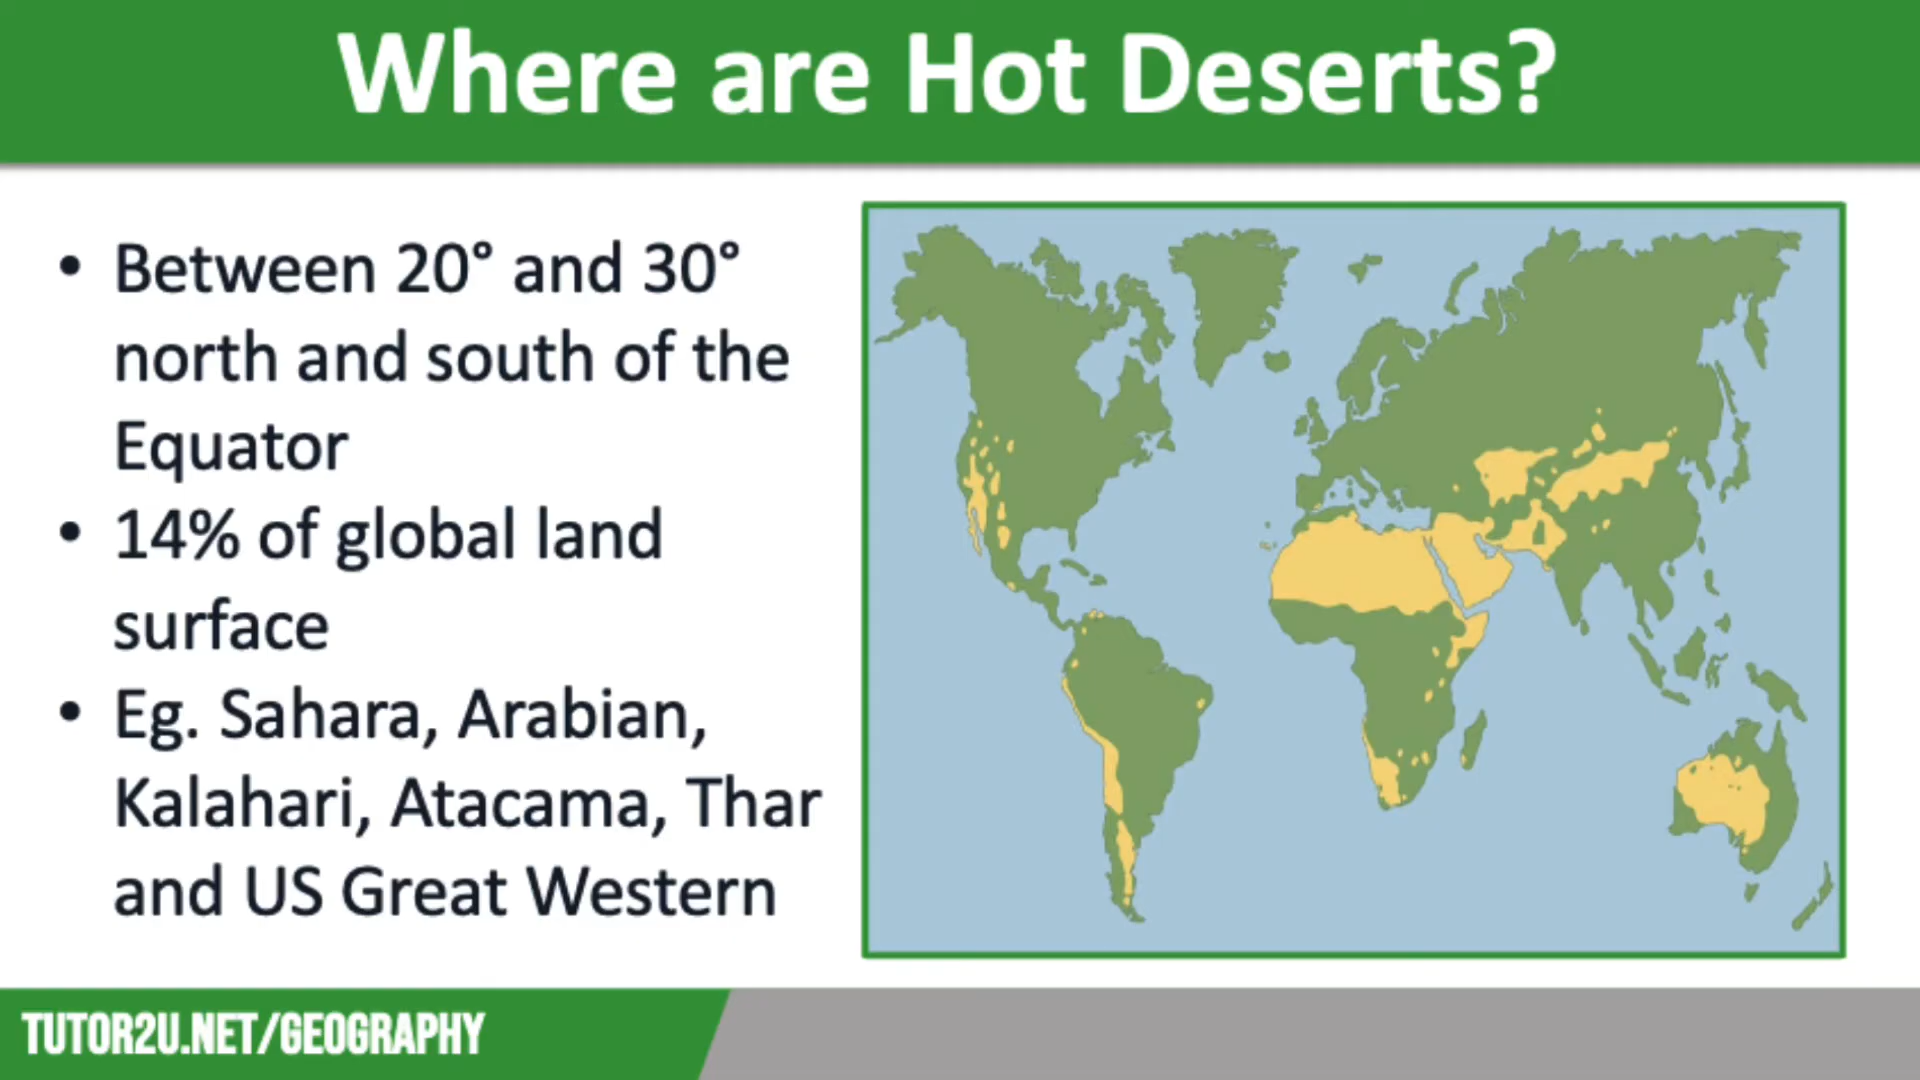 Where are Hot Deserts?
• Between 20° and 30°
north and south of the
Equator
• 14% of global land
surface
• Eg. Sahara, Arabian,
Kalahari, Atacama, Thar
and US Great Western
TUTOR2U.NET/GEOGRAPHY